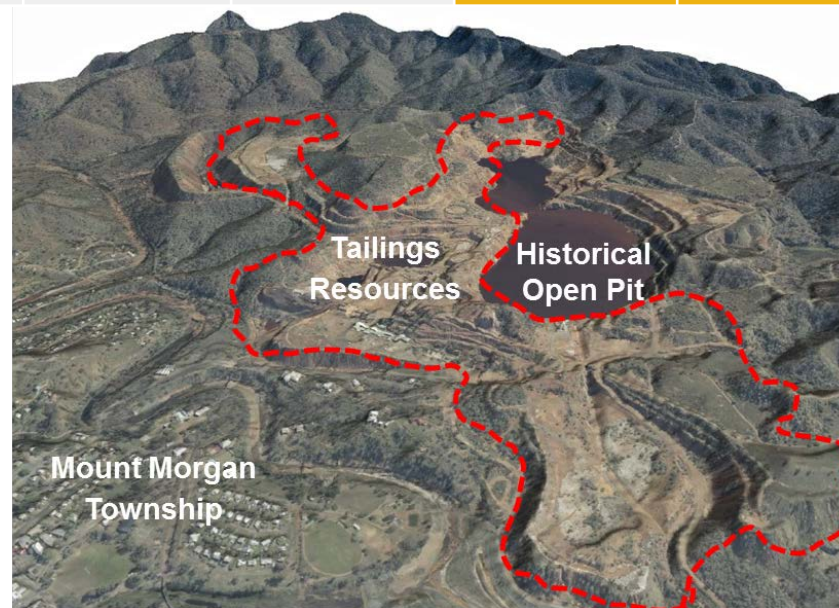 Tailings
Resources
Historical
Open Pit
Mount Morgan
Township